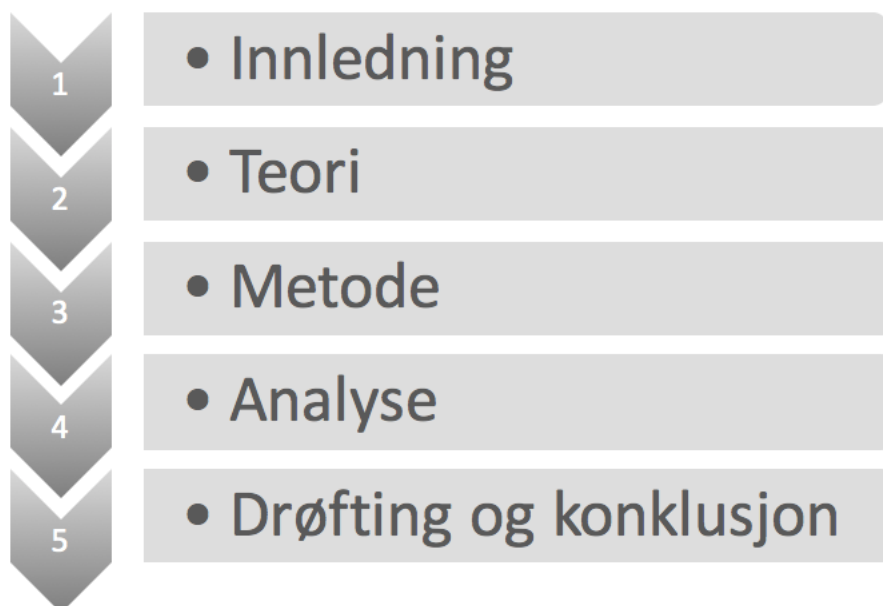 1 • Innledning
2 • Teori
3 • Metode
4 • Analyse
5 • Drøfting og konklusjon